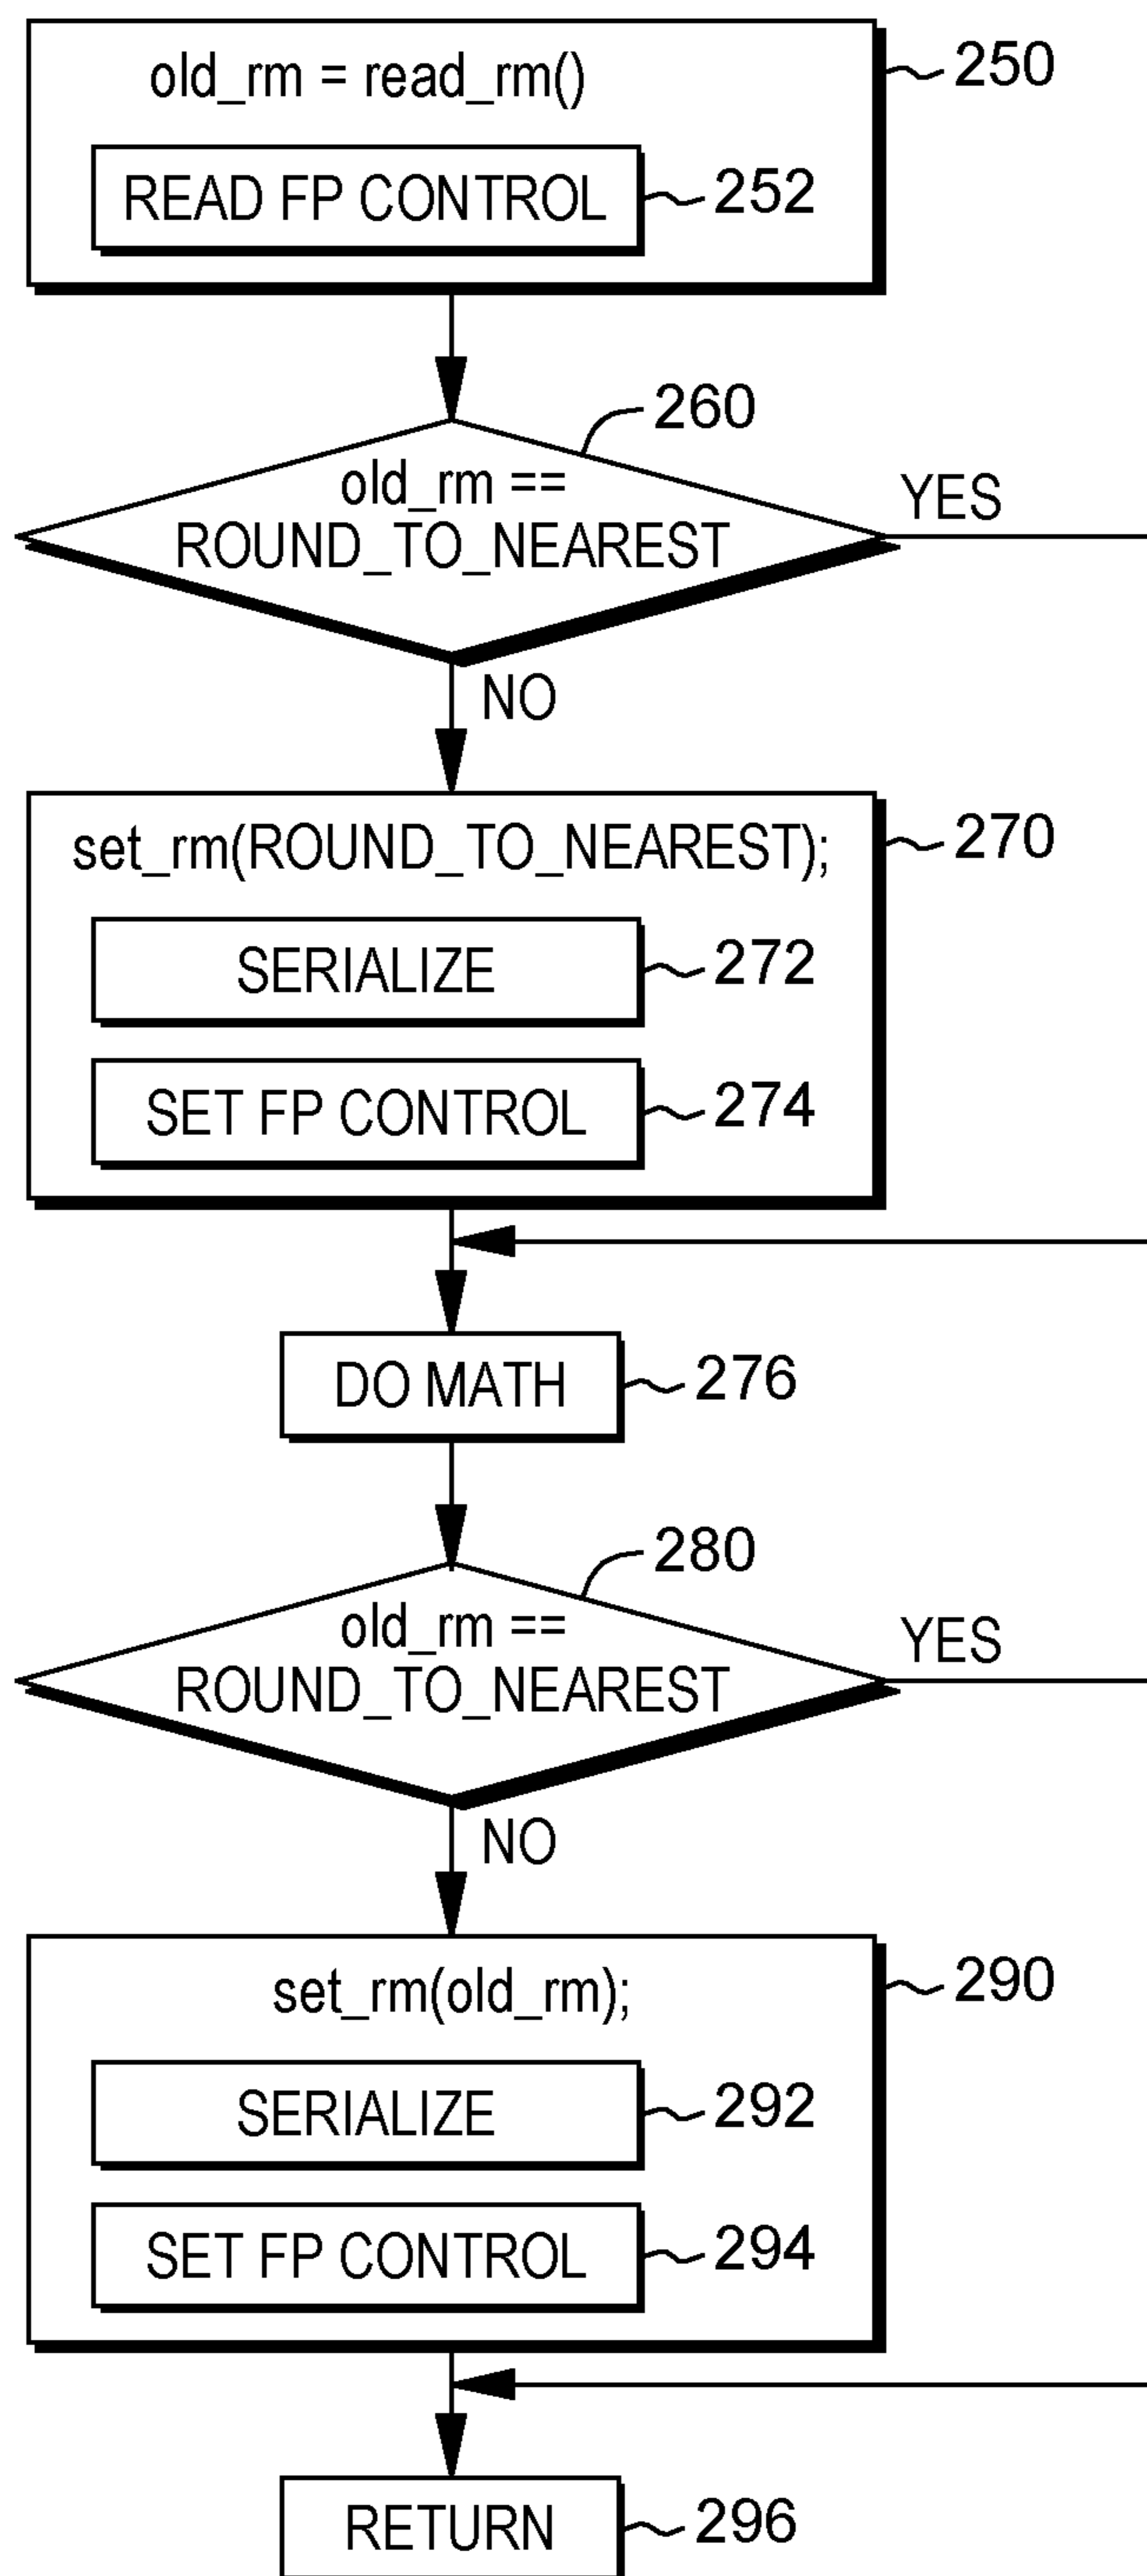 old_rm = read_rm()
250
READ FP CONTROL
252
260
old_rm ==
ROUND_TO_NEAREST
YES
NO
set_rm(ROUND_TO_NEAREST);
270
SERIALIZE
272
SET FP CONTROL
274
DO MATH
276
280
old_rm ==
ROUND_TO_NEAREST
YES
NO
set_rm(old_rm);
290
SERIALIZE
292
SET FP CONTROL
294
RETURN
296